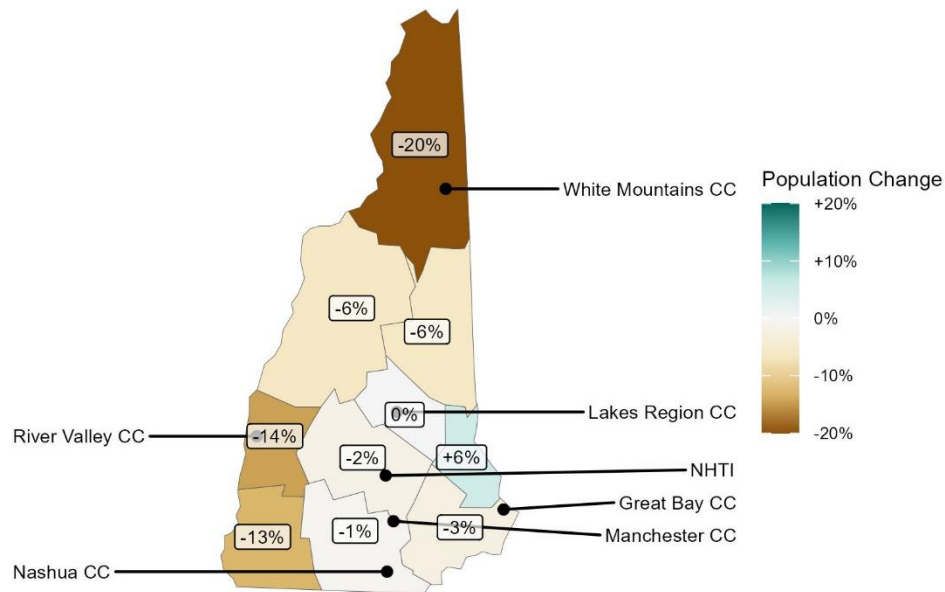 -20%
White Mountains CC
Population Change
+20%
+10%
0%
-10%
-20%
-6%
-6%
Lakes Region CC
0%
River Valley CC
-14%
-2%
+6%
NHTI
Great Bay CC
-13%
-1%
-3%
Manchester CC
Nashua CC